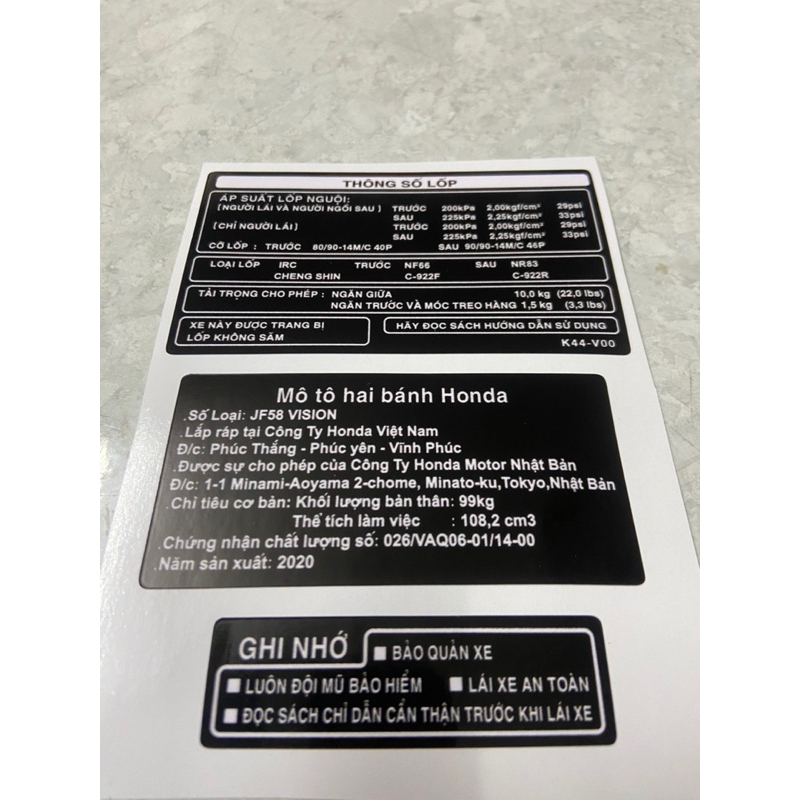 THÔNG SỐ LỐP
ÁP SUẤT LỐP NGUỘI:
[NGƯỜI LÁI VÀ NGƯỜI NGỒI SAU] TRƯỚC 200kPa 2,00kgf/cm² 29psi
SAU 225kPa 2,25kgf/cm² 33psi
[CHỈ NGƯỜI LÁI] TRƯỚC 200kPa 2,00kgf/cm² 29psi
SAU 225kPa 2,25kgf/cm² 33psi
CỠ LỐP : TRƯỚC 80/90-14M/C 40P SAU 90/90-14M/C 46P
LOẠI LỐP IRC TRƯỚC NF66 SAU NR83
CHENG SHIN C-922F C-922R
TẢI TRỌNG CHO PHÉP : NGĂN GIỮA 10,0 kg (22,0 lbs)
NGĂN TRƯỚC VÀ MÓC TREO HÀNG 1,5 kg (3,3 lbs)
XE NÀY ĐƯỢC TRANG BỊ
LỐP KHÔNG SĂM
HÃY ĐỌC SÁCH HƯỚNG DẪN SỬ DỤNG
K44-V00
Mô tô hai bánh Honda
.Số Loại: JF58 VISION
.Lắp ráp tại Công Ty Honda Việt Nam
Đ/c: Phúc Thắng - Phúc yên - Vĩnh Phúc
.Được sự cho phép của Công Ty Honda Motor Nhật Bản
Đ/c: 1-1 Minami-Aoyama 2-chome, Minato-ku,Tokyo,Nhật Bản
.Chỉ tiêu cơ bản: Khối lượng bản thân: 99kg
Thể tích làm việc : 108,2 cm3
.Chứng nhận chất lượng số: 026/VAQ06-01/14-00
.Năm sản xuất: 2020
GHI NHỚ
BẢO QUẢN XE
LUÔN ĐỘI MŨ BẢO HIỂM LÁI XE AN TOÀN
ĐỌC SÁCH CHỈ DẪN CẨN THẬN TRƯỚC KHI LÁI XE